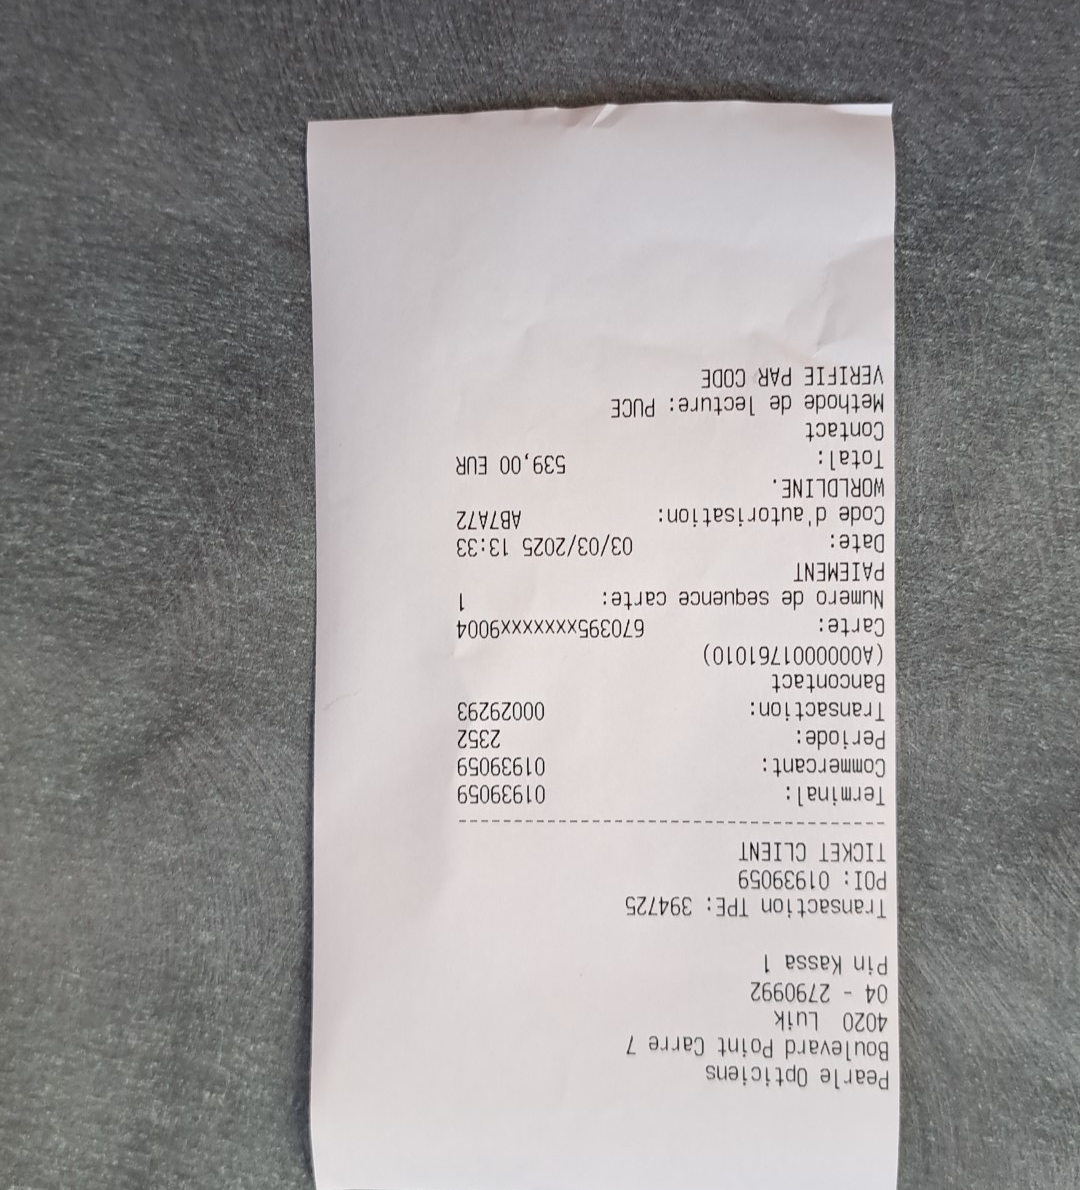 Pearle Opticiens
Boulevard Point Carre 7
4020  Luik
04 - 2790992
Pin Kassa 1
Transaction TPE: 394725
POI: 01939059
TICKET CLIENT
---------------------------------------
Terminal: 01939059
Commercant: 01939059
Periode: 2352
Transaction: 00029293
Bancontact
(A0000001761010)
Carte: 670395xxxxxxxx9004
Numero de sequence carte: 1
PAIEMENT
Date: 03/03/2025 13:33
Code d'autorisation: AB7A72
WORLDLINE.
Total: 539,00 EUR
Contact
Methode de lecture: PUCE
VERIFIE PAR CODE